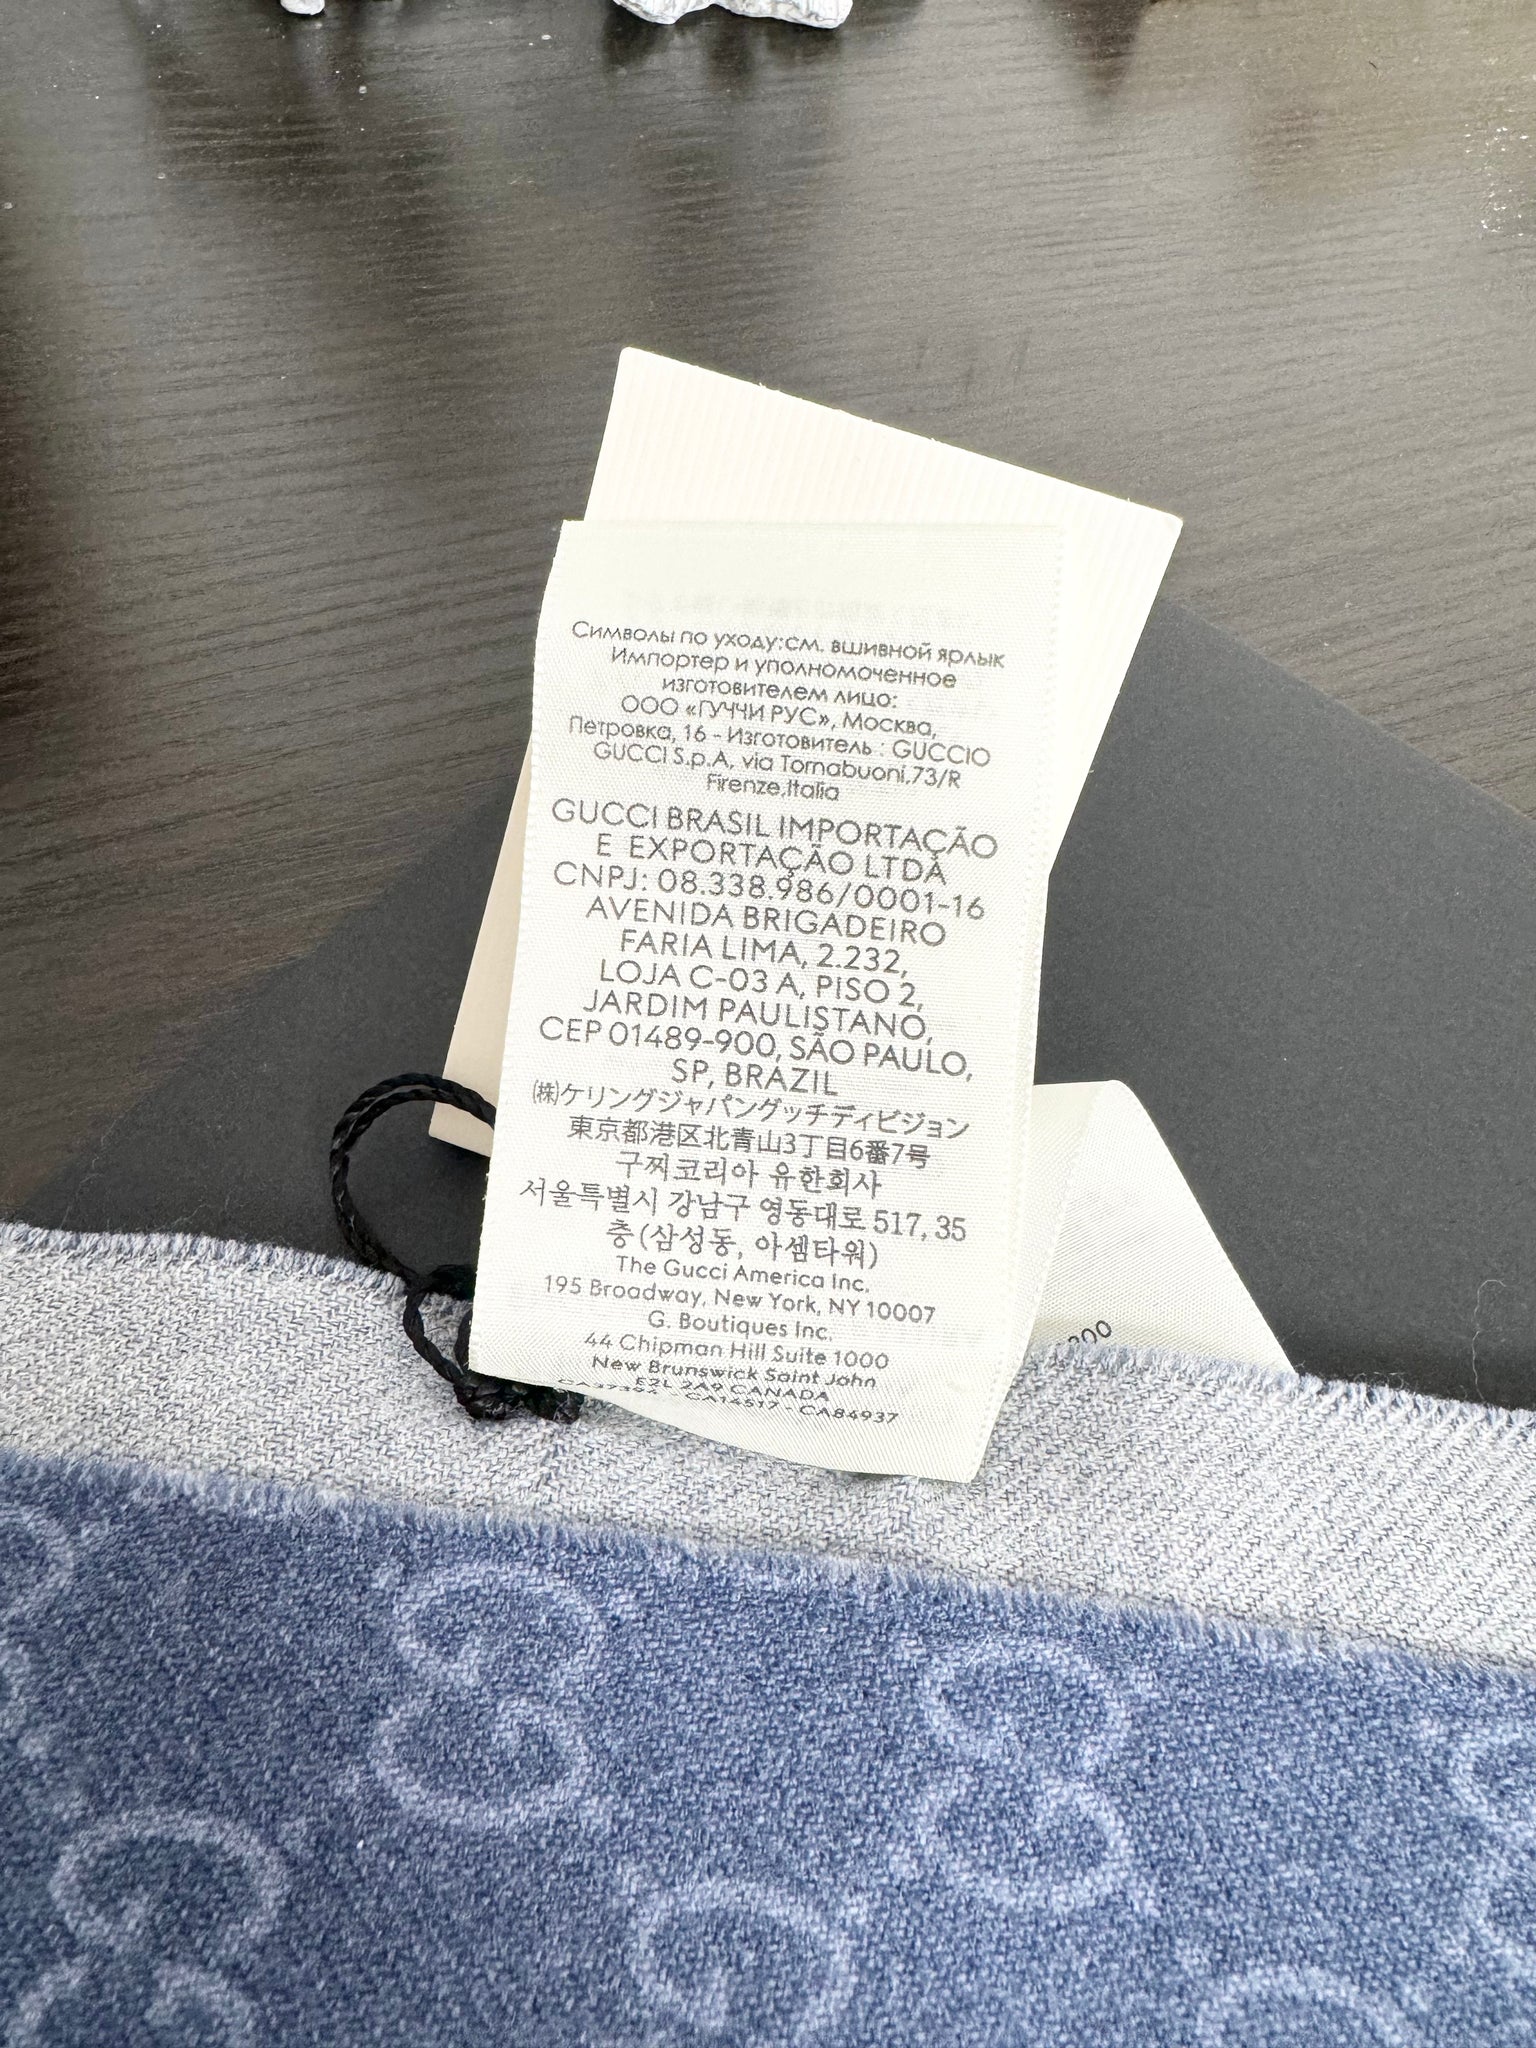 Символы по уходу:см. вшивной ярлык
Импортер и уполномоченное
изготовителем лицо:
ООО «ГУЧЧИ РУС», Москва,
Петровка, 16 - Изготовитель : GUCCIO
GUCCI S.p.A, via Tornabuoni.73/R
Firenze,Italia
GUCCI BRASIL IMPORTAÇÃO
E EXPORTAÇÃO LTDA
CNPJ: 08.338.986/0001-16
AVENIDA BRIGADEIRO
FARIA LIMA, 2.232,
LOJA C-03 A, PISO 2,
JARDIM PAULISTANO,
CEP 01489-900, SÃO PAULO,
SP, BRAZIL
㈱ケリングジャパングッチディビジョン
東京都港区北青山3丁目6番7号
구찌코리아 유한회사
서울특별시 강남구 영동대로 517, 35
층 (삼성동, 아셈타워)
The Gucci America Inc.
195 Broadway, New York, NY 10007
G. Boutiques Inc.
44 Chipman Hill Suite 1000
New Brunswick Saint John
E2L 2A9 CANADA
CA37394 - CA14517 - CA84937